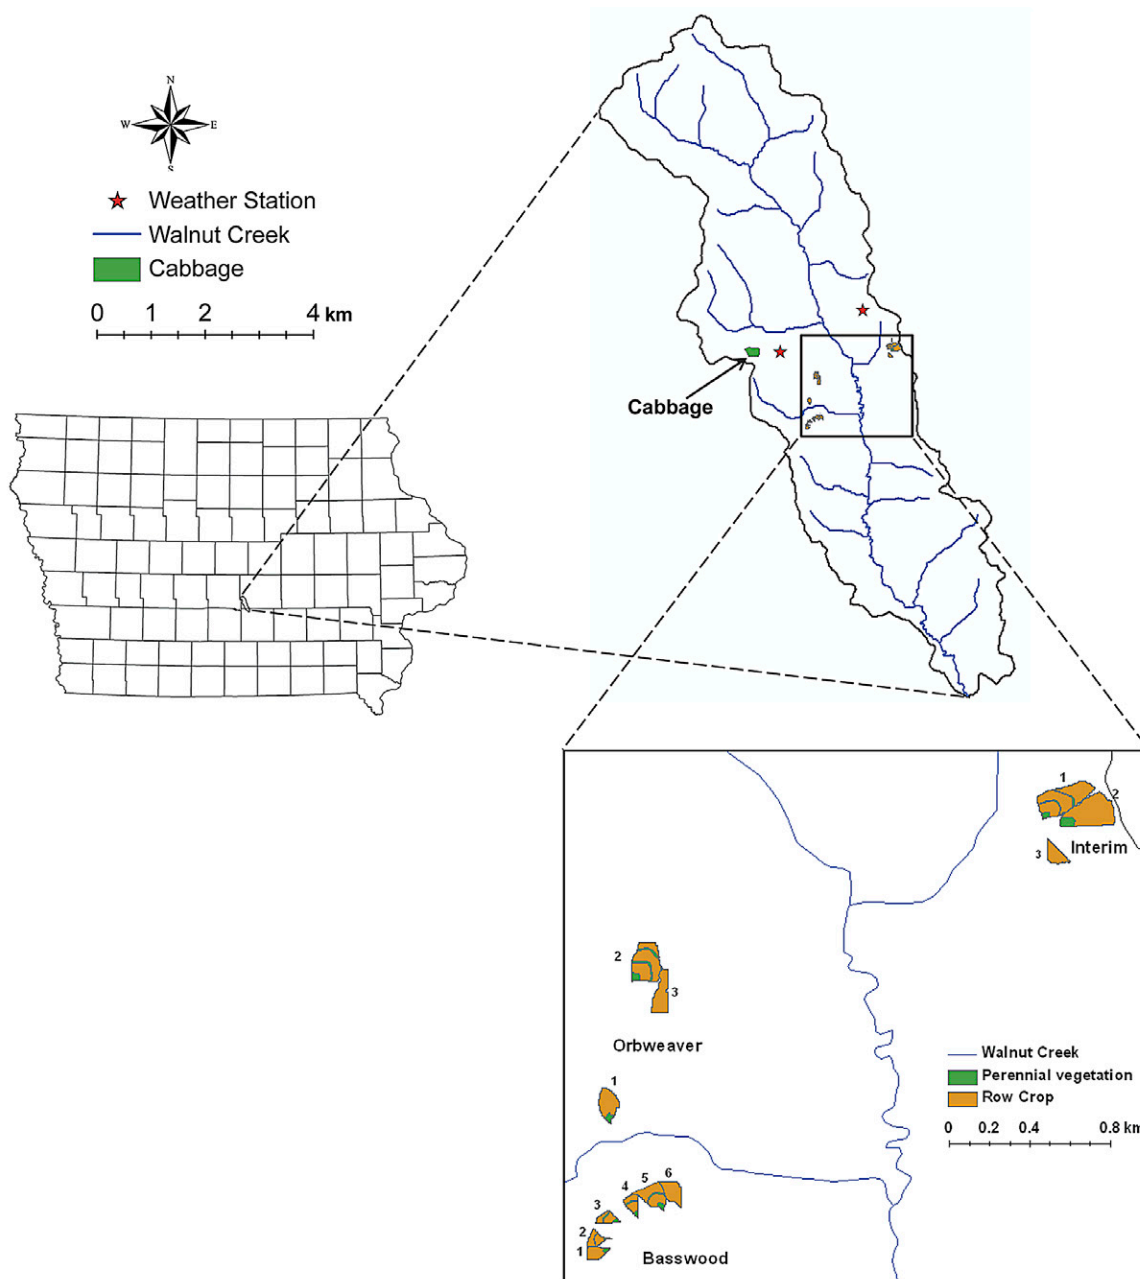 N
W E
S
Weather Station
Walnut Creek
Cabbage
0 1 2 4 km
Cabbage
1
2
Interim
3
2
3
Orbweaver
1
Walnut Creek
Perennial vegetation
Row Crop
0 0.2 0.4 0.8 km
6
5
4
3
2
1
Basswood